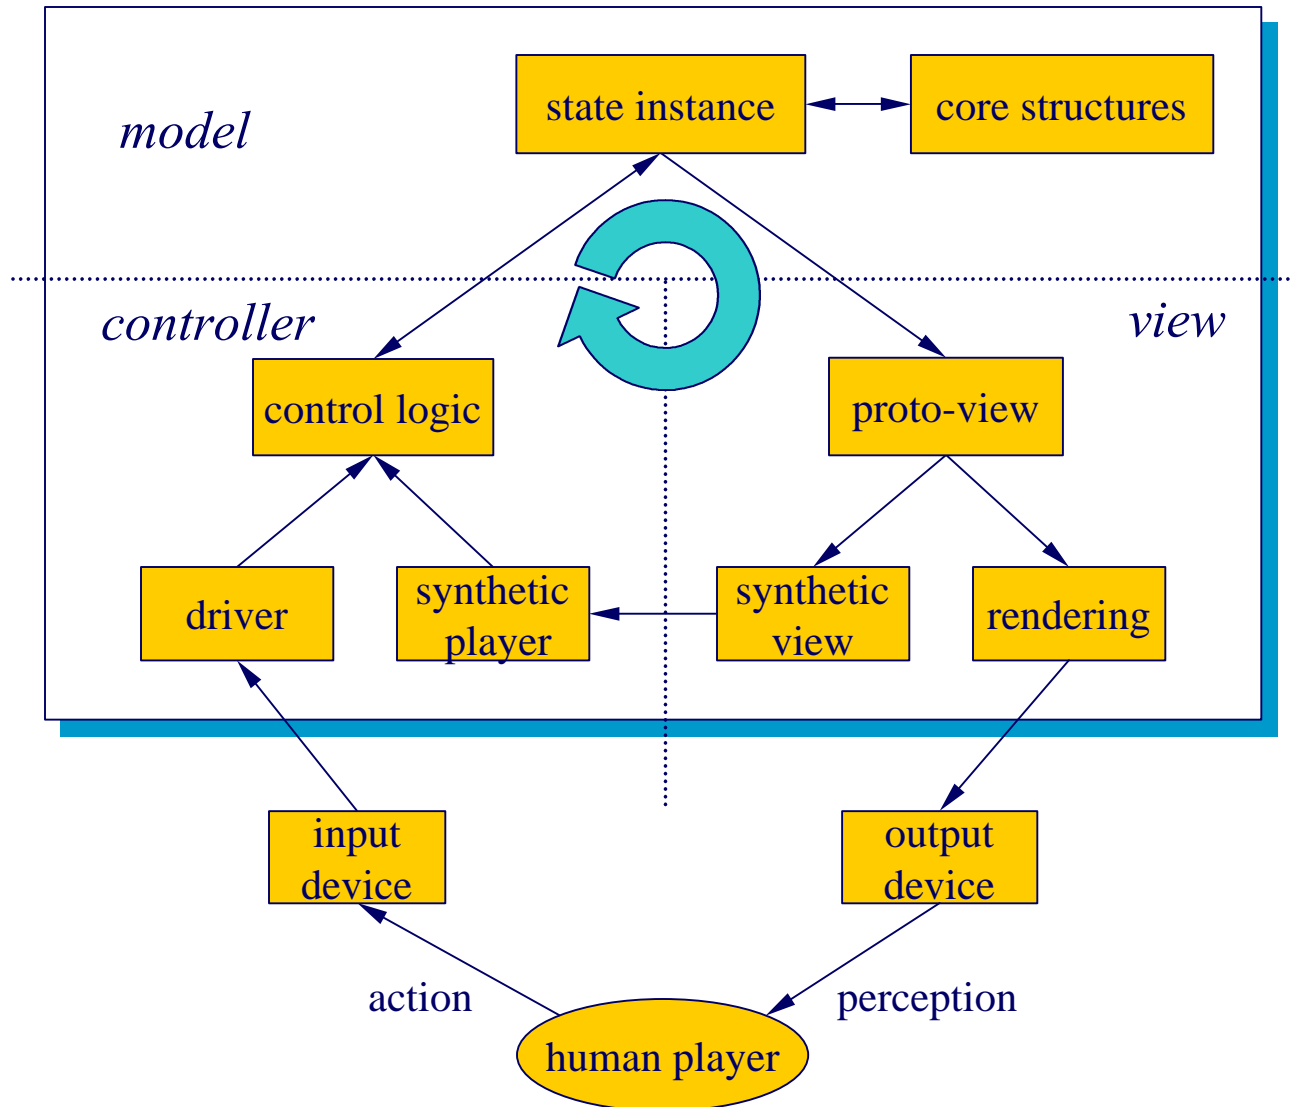 state instance
core structures
model
controller
view
control logic
proto-view
driver
synthetic
player
synthetic
view
rendering
input
device
output
device
action
perception
human player